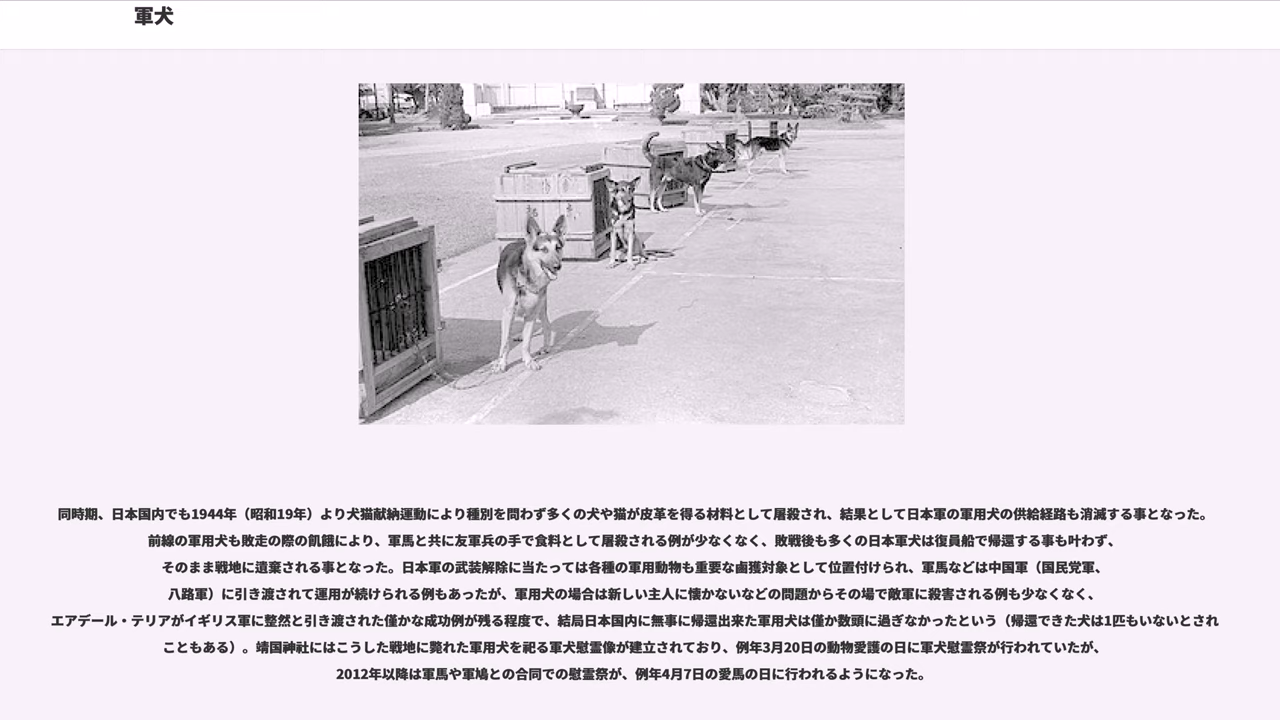 軍犬
同時期、日本国内でも1944年（昭和19年）より犬猫献納運動により種別を問わず多くの犬や猫が皮革を得る材料として屠殺され、結果として日本軍の軍用犬の供給経路も消滅する事となった。
前線の軍用犬も敗走の際の飢餓により、軍馬と共に友軍兵の手で食料として屠殺される例が少なくなく、敗戦後も多くの日本軍犬は復員船で帰還する事も叶わず、
そのまま戦地に遺棄される事となった。日本軍の武装解除に当たっては各種の軍用動物も重要な鹵獲対象として位置付けられ、軍馬などは中国軍（国民党軍、
八路軍）に引き渡されて運用が続けられる例もあったが、軍用犬の場合は新しい主人に懐かないなどの問題からその場で敵軍に殺害される例も少なくなく、
エアデール・テリアがイギリス軍に整然と引き渡された僅かな成功例が残る程度で、結局日本国内に無事に帰還出来た軍用犬は僅か数頭に過ぎなかったという（帰還できた犬は1匹もいないとされ
こともある）。靖国神社にはこうした戦地に斃れた軍用犬を祀る軍犬慰霊像が建立されており、例年3月20日の動物愛護の日に軍犬慰霊祭が行われていたが、
2012年以降は軍馬や軍鳩との合同での慰霊祭が、例年4月7日の愛馬の日に行われるようになった。